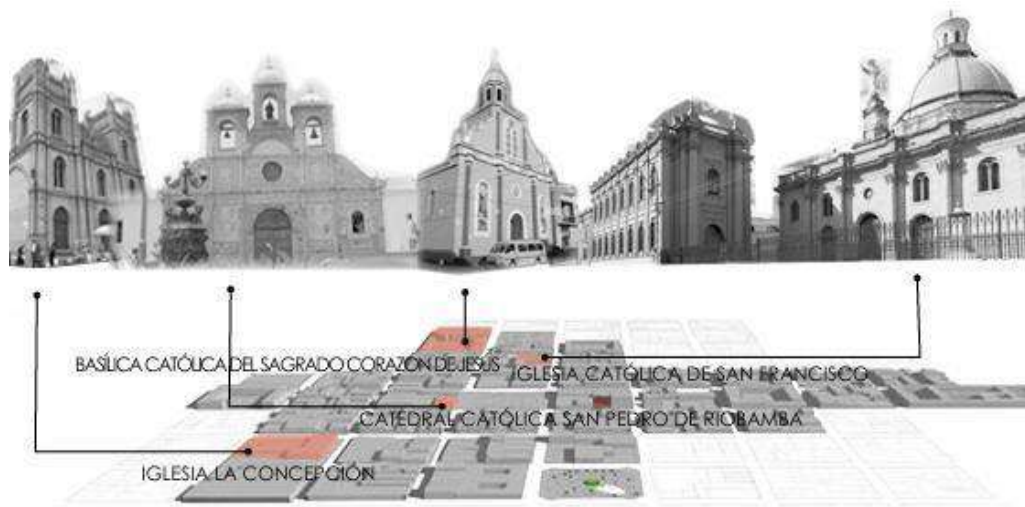 BASÍLICA CATÓLICA DEL SAGRADO CORAZÓN DE JESÚS
IGLESIA CATÓLICA DE SAN FRANCISCO
CATEDRAL CATÓLICA SAN PEDRO DE RIOBAMBA
IGLESIA LA CONCEPCIÓN